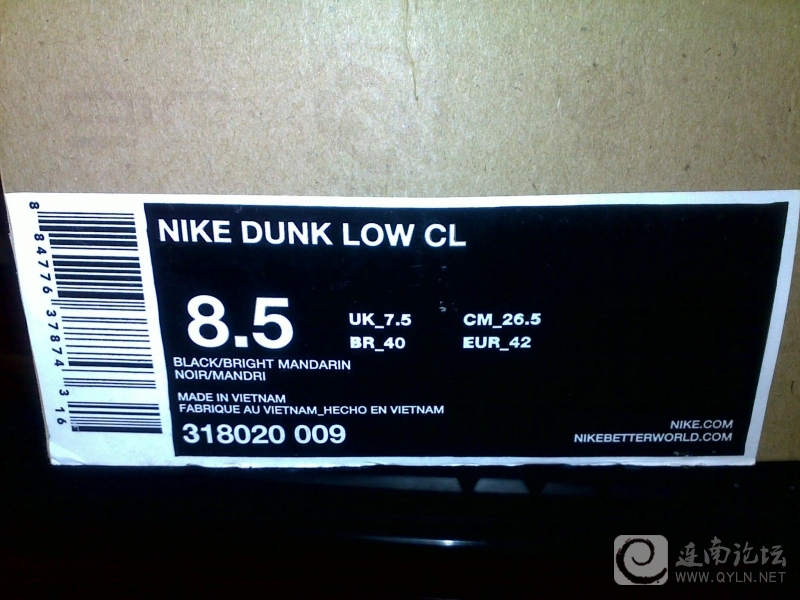 NIKE DUNK LOW CL
8.5
UK_7.5 CM_26.5
BR_40 EUR_42
BLACK/BRIGHT MANDARIN
NOIR/MANDRI
MADE IN VIETNAM
FABRIQUE AU VIETNAM_HECHO EN VIETNAM
318020 009
NIKE.COM
NIKEBETTERWORLD.COM
8 84776 37874 3 16
连南论坛
WWW.QYLN.NET